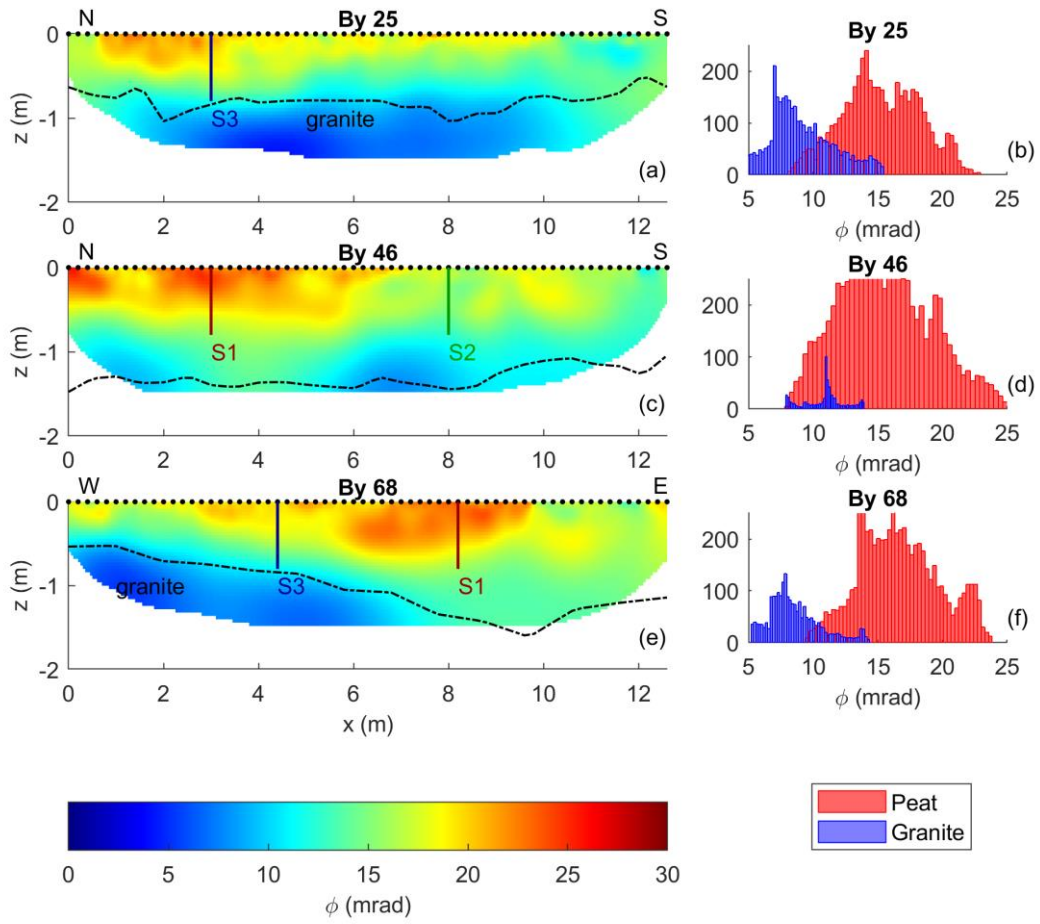 N By 25 S
0
-1
-2
z (m)
S3
granite
(a)
0 2 4 6 8 10 12
By 25
200
100
0
(b)
5 10 15 20 25
ϕ (mrad)
N By 46 S
0
-1
-2
z (m)
S1
S2
(c)
0 2 4 6 8 10 12
By 46
200
100
0
(d)
5 10 15 20 25
ϕ (mrad)
W By 68 E
0
-1
-2
z (m)
granite
S3
S1
(e)
0 2 4 6 8 10 12
x (m)
By 68
200
100
0
(f)
5 10 15 20 25
ϕ (mrad)
0 5 10 15 20 25 30
ϕ (mrad)
Peat
Granite